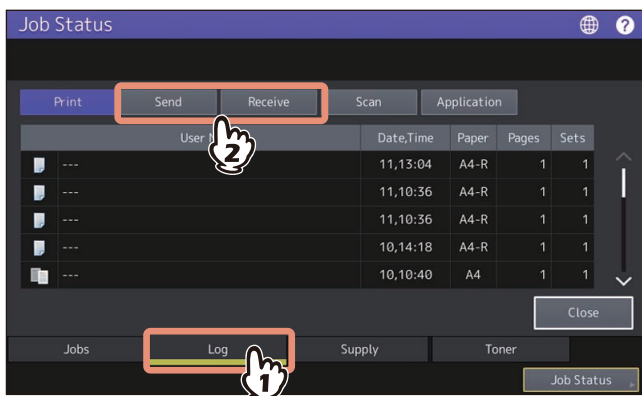 Job Status
?
Print Send Receive Scan Application
User N Date,Time Paper Pages Sets
--- 11,13:04 A4-R 1 1
--- 11,10:36 A4-R 1 1
--- 11,10:36 A4-R 1 1
--- 10,14:18 A4-R 1 1
--- 10,10:40 A4 1 1
2
Close
Jobs Log Supply Toner
1
Job Status